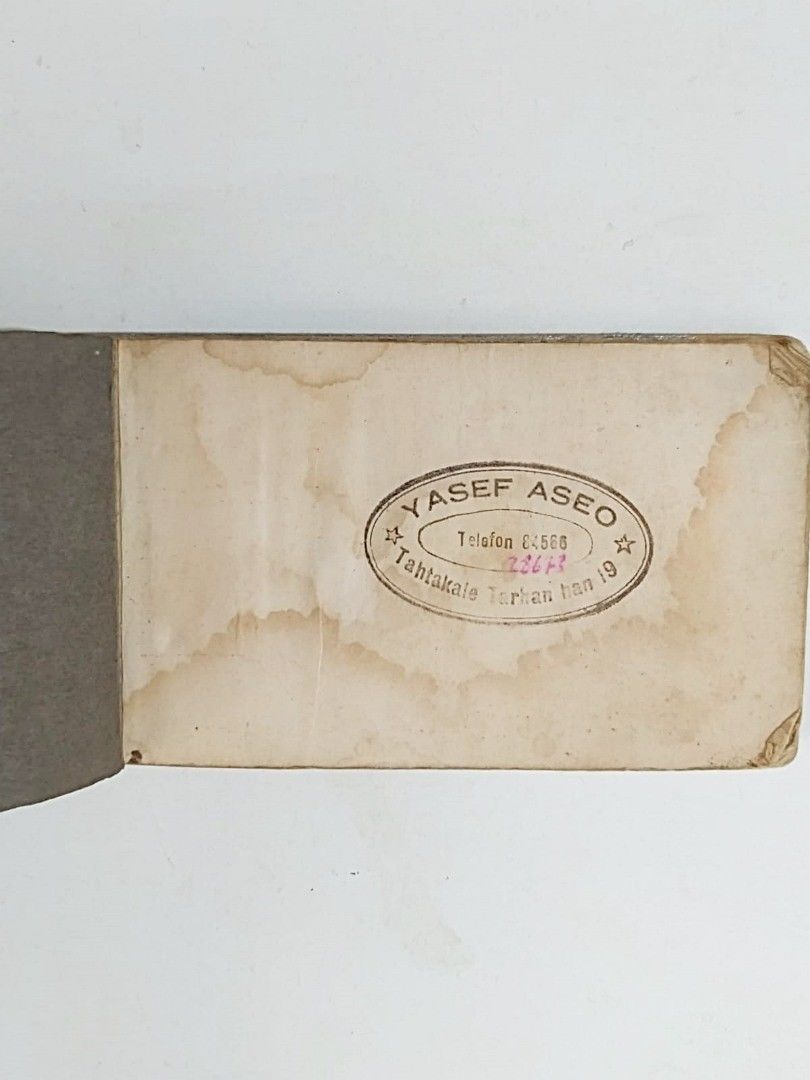 YASEF ASEO
Telefon 84566
Tahtakale Tarhan han 19